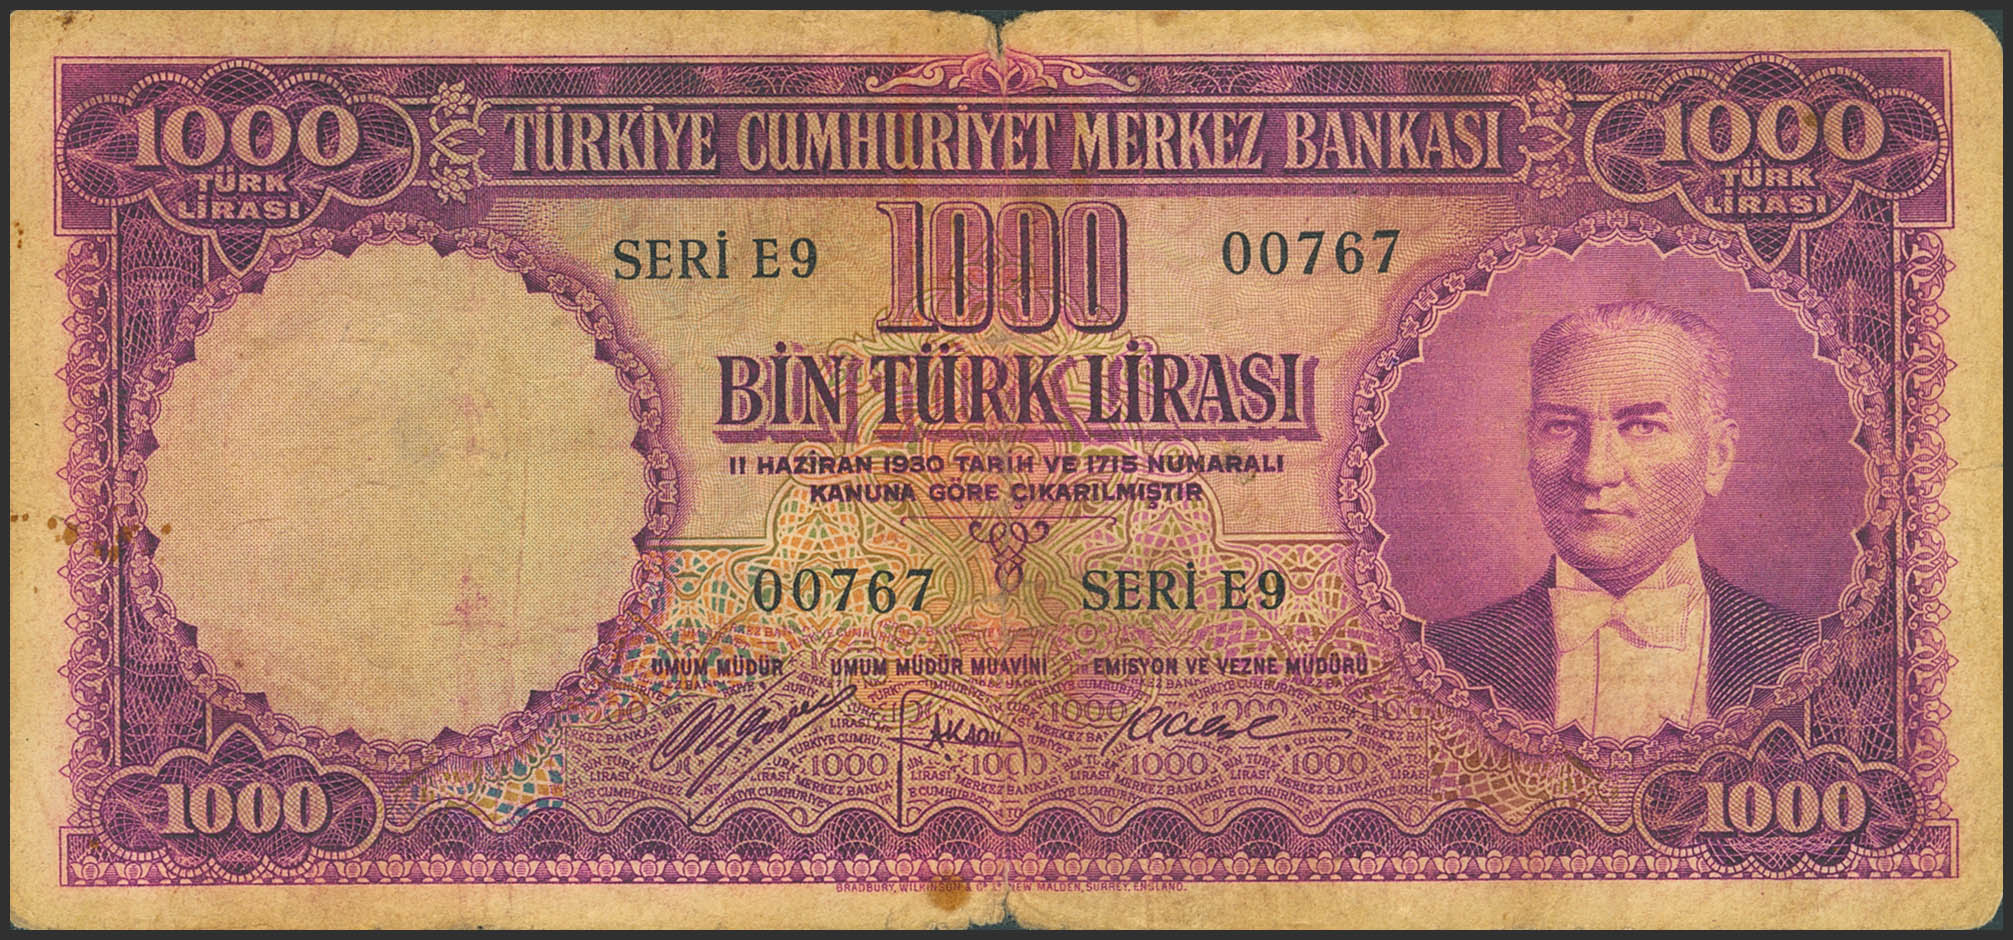 1000 TÜRK LİRASI
TÜRKİYE CUMHURİYET MERKEZ BANKASI
1000 TÜRK LİRASI
SERİ E9
1000
00767
BİN TÜRK LİRASI
11 HAZİRAN 1930 TARİH VE 1715 NUMARALI
KANUNA GÖRE ÇIKARILMIŞTIR
00767
SERİ E9
UMUM MÜDÜR
UMUM MÜDÜR MUAVİNİ
EMİSYON VE VEZNE MÜDÜRÜ
1000
1000
BRADBURY, WILKINSON & Cº Lº NEW MALDEN, SURREY, ENGLAND.